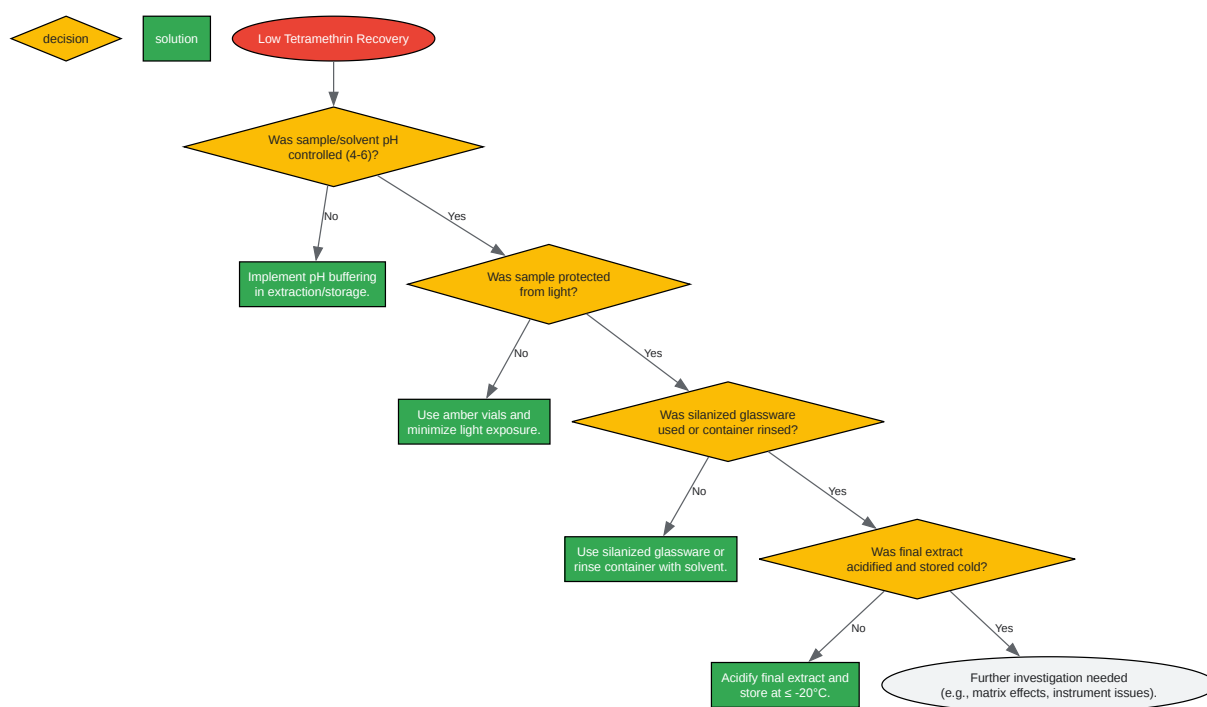 decision
solution
Low Tetramethrin Recovery
Was sample/solvent pH
controlled (4-6)?
No
Yes
Implement pH buffering
in extraction/storage.
Was sample protected
from light?
No
Yes
Use amber vials and
minimize light exposure.
Was silanized glassware
used or container rinsed?
No
Yes
Use silanized glassware or
rinse container with solvent.
Was final extract
acidified and stored cold?
No
Yes
Acidify final extract and
store at ≤ -20°C.
Further investigation needed
(e.g., matrix effects, instrument issues).